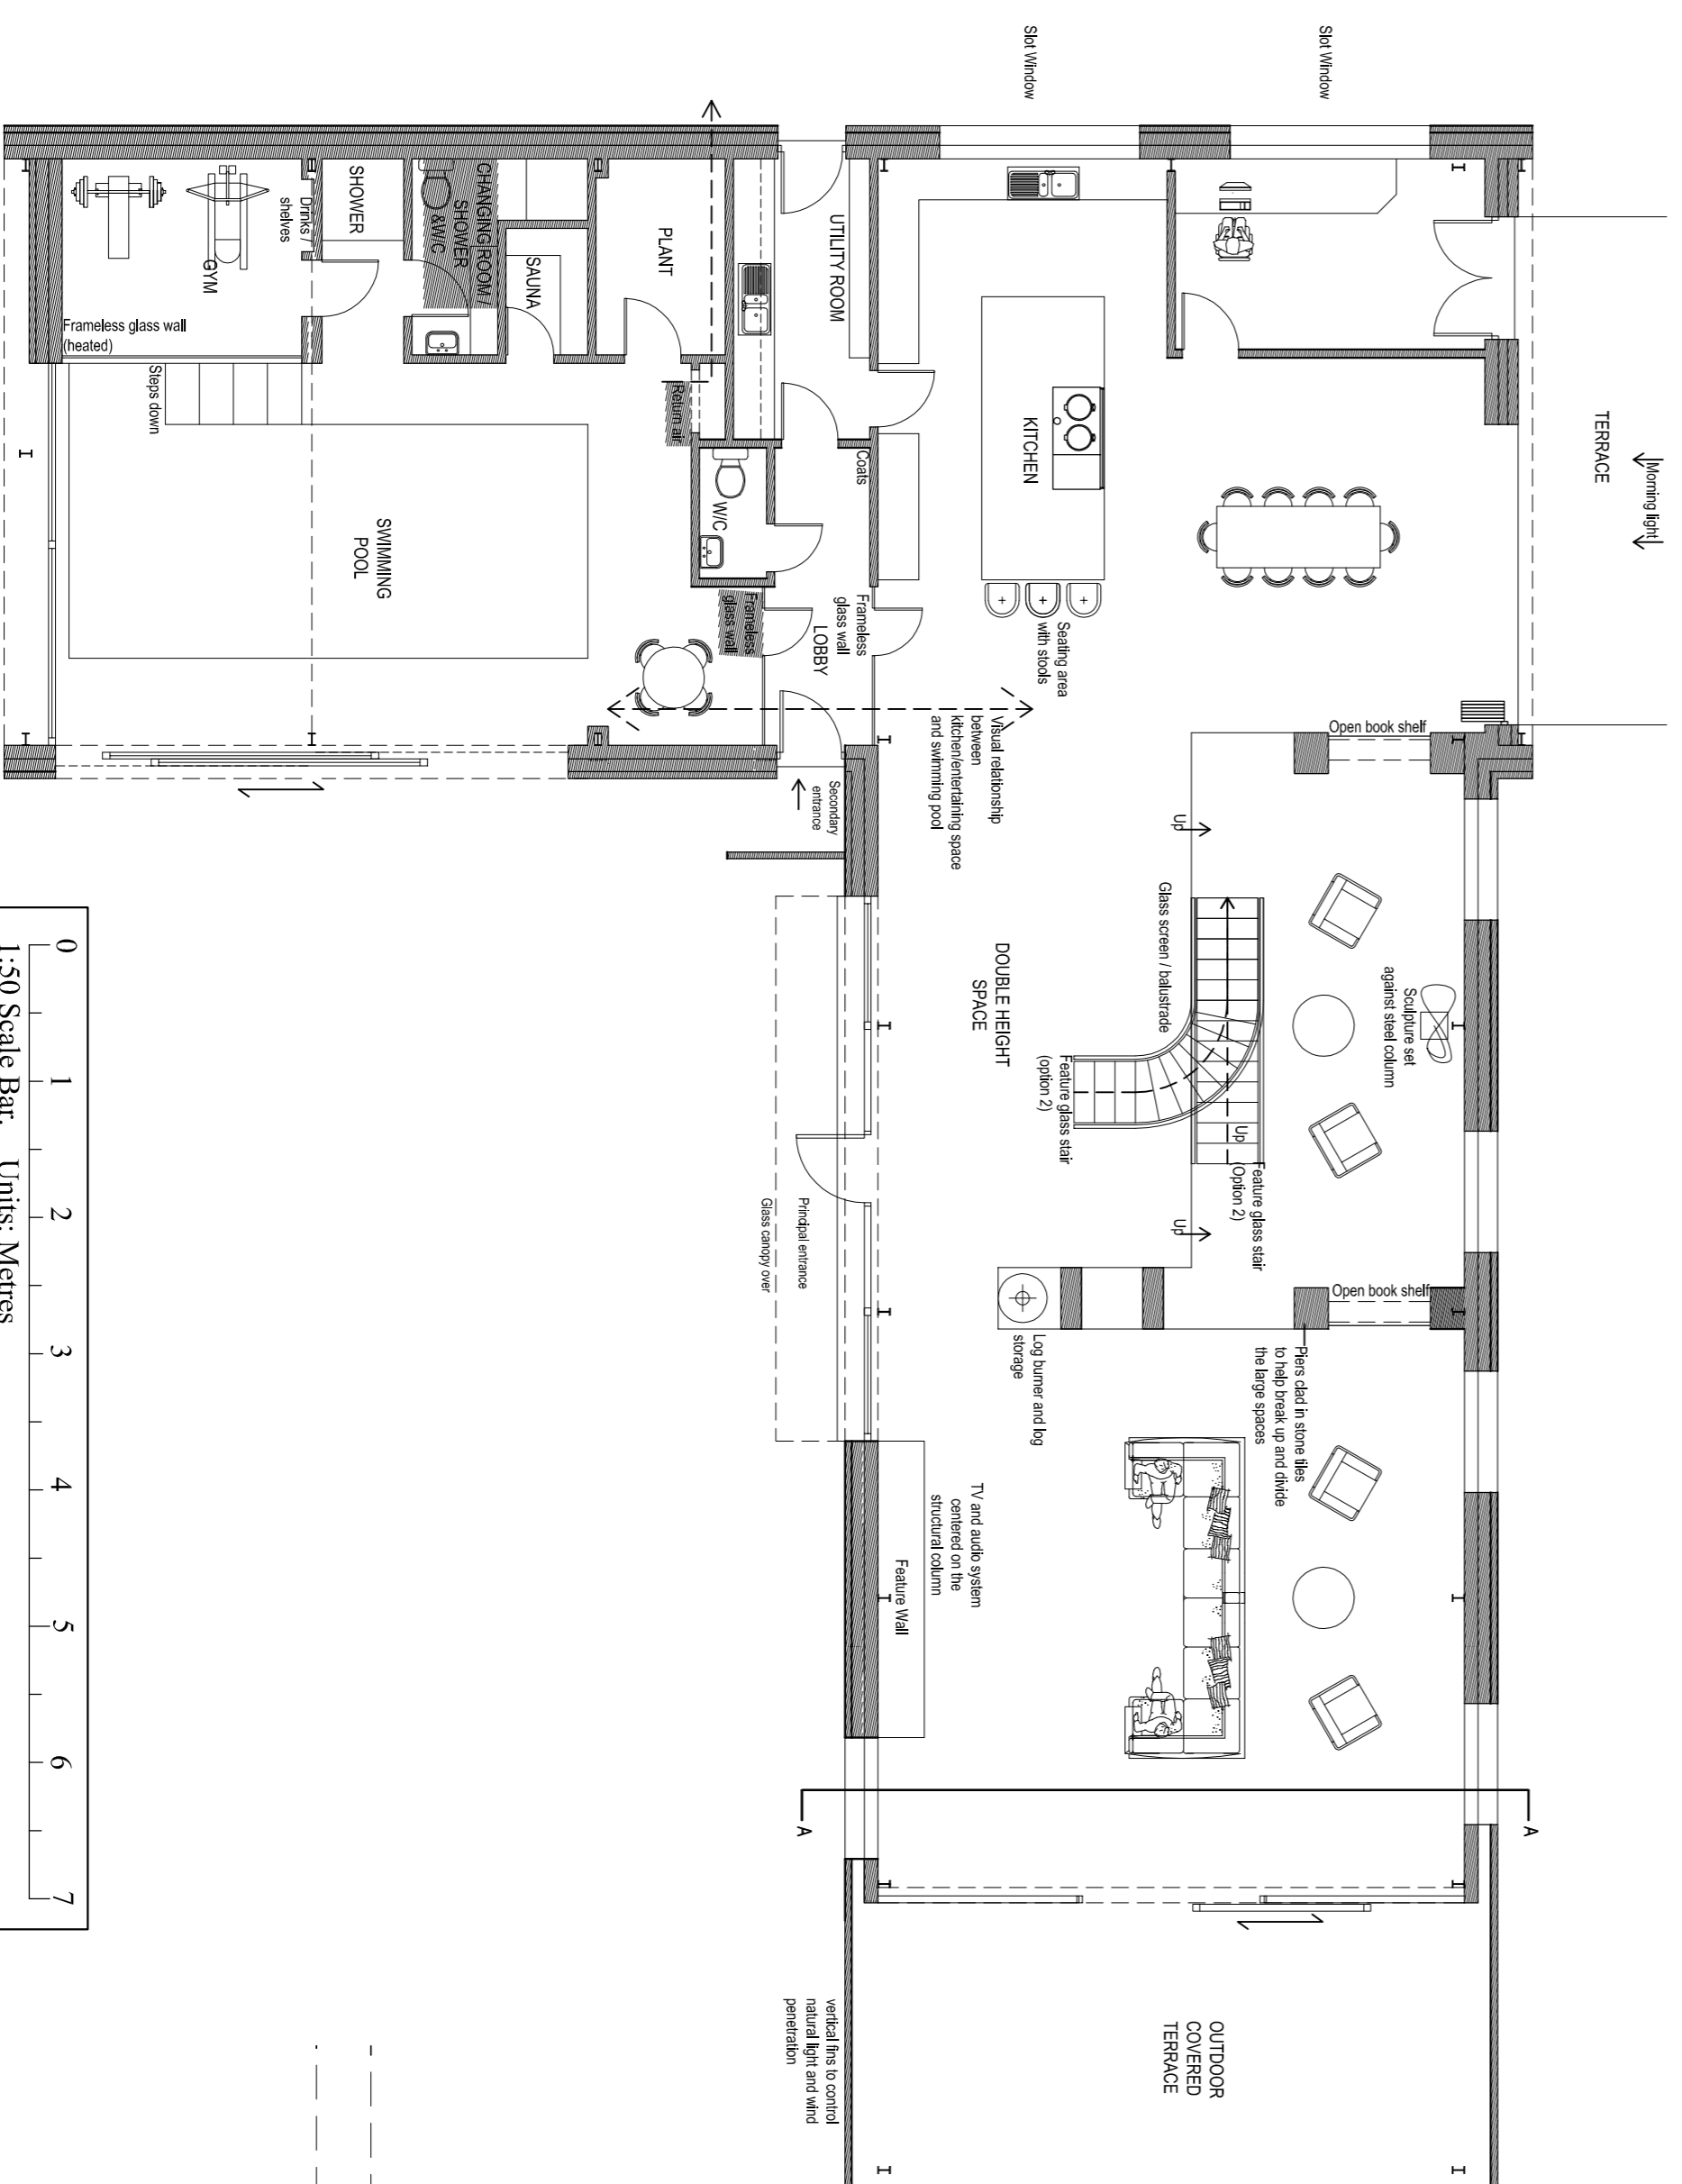 TERRACE
Morning light
Slot Window
Slot Window
Open book shelf
Open book shelf
Sculpture set
against steel column
Up
Up
Up
Glass screen / balustrade
Feature glass stair
(Option 2)
Feature glass stair
(option 2)
Piers clad in stone tiles
to help break up and divide
the large spaces
DOUBLE HEIGHT
SPACE
Log burner and log
storage
KITCHEN
Seating area
with stools
Visual relationship
between
kitchen/entertaining space
and swimming pool
TV and audio system
centered on the
structural column
Feature Wall
A
A
OUTDOOR
COVERED
TERRACE
vertical fins to control
natural light and wind
penetration
UTILITY ROOM
Coats
Frameless
glass wall
LOBBY
Secondary
entrance
Principal entrance
Glass canopy over
Frameless
glass wall
W/C
PLANT
Return air
SAUNA
CHANGING ROOM /
SHOWER
&W/C
SHOWER
Drinks /
shelves
GYM
Frameless glass wall
(heated)
Steps down
SWIMMING
POOL
0 1 2 3 4 5 6 7
1:50 Scale Bar. Units: Metres